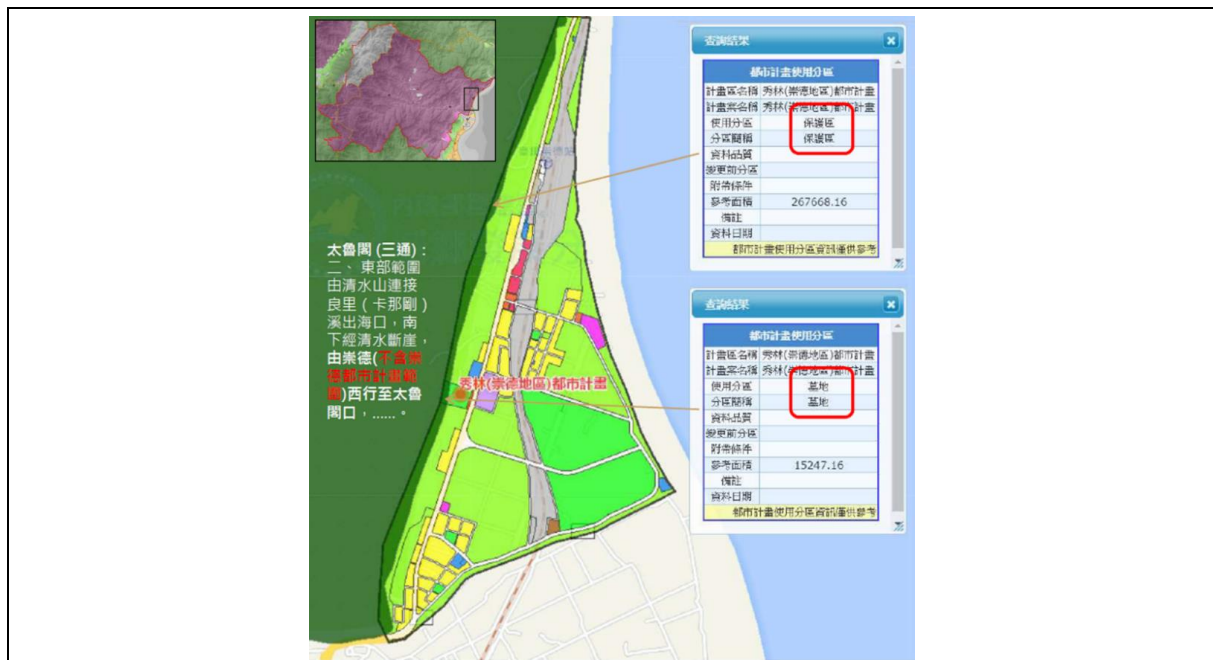 太魯閣 (三通)：
二、 東部範圍
由清水山連接
良里（卡那剛）
溪出海口，南
下經清水斷崖，
由崇德(不含崇
德都市計畫範
圍)西行至太魯
閣口，……。
秀林(崇德地區)都市計畫
查詢結果
都市計畫使用分區
計畫區名稱 秀林(崇德地區)都市計畫
計畫案名稱 秀林(崇德地區)都市計畫
使用分區 保護區
分區簡稱 保護區
資料品質
變更前分區
附帶條件
參考面積 267668.16
備註
資料日期
都市計畫使用分區資訊僅供參考
查詢結果
都市計畫使用分區
計畫區名稱 秀林(崇德地區)都市計畫
計畫案名稱 秀林(崇德地區)都市計畫
使用分區 墓地
分區簡稱 墓地
資料品質
變更前分區
附帶條件
參考面積 15247.16
備註
資料日期
都市計畫使用分區資訊僅供參考